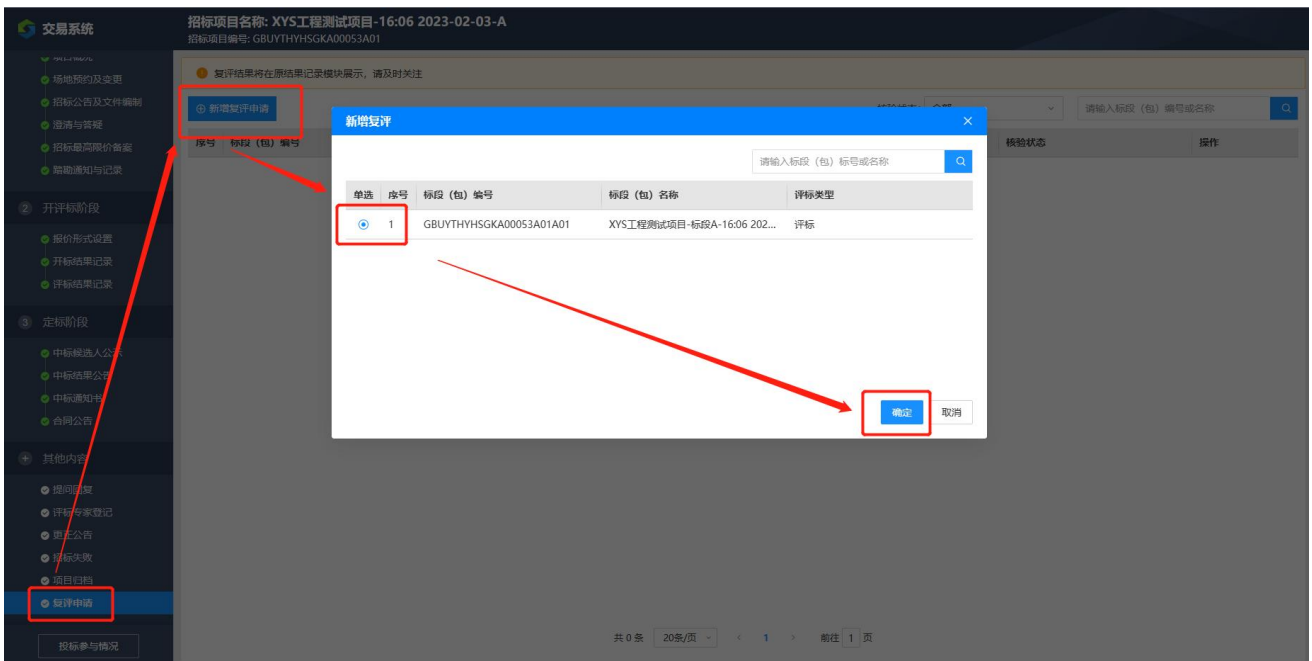 交易系统
招标项目名称: XYS工程测试项目-16:06 2023-02-03-A
招标项目编号: GBUYTHYHSGKA00053A01
场地预约及变更
招标公告及文件编制
澄清与答疑
招标最高限价备案
踏勘通知与记录
2 开评标阶段
报价形式设置
开标结果记录
评标结果记录
3 定标阶段
中标候选人公示
中标结果公告
中标通知书
合同公告
其他内容
提问回复
评标专家登记
更正公告
招标失败
项目归档
复评申请
投标参与情况
复评结果将在原结果记录模块展示，请及时关注
新增复评申请
请输入标段（包）编号或名称
序号 标段（包）编号 核验状态 操作
新增复评
请输入标段（包）标号或名称
单选 序号 标段（包）编号 标段（包）名称 评标类型
1 GBUYTHYHSGKA00053A01A01 XYS工程测试项目-标段A-16:06 202... 评标
确定 取消
共 0 条 20条/页 1 前往 1 页